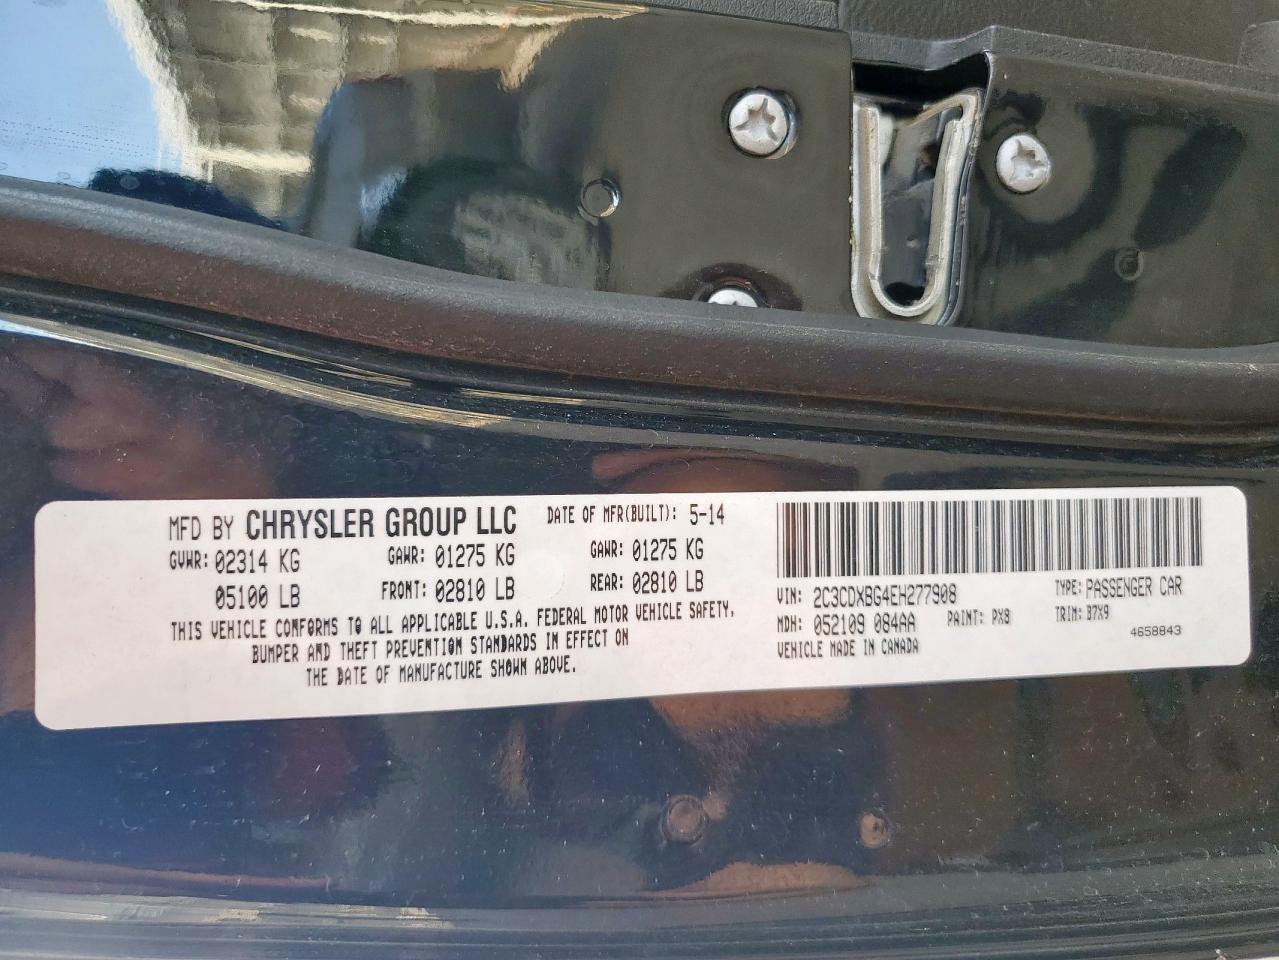 MFD BY CHRYSLER GROUP LLC DATE OF MFR(BUILT): 5-14
GVWR: 02314 KG GAWR: 01275 KG GAWR: 01275 KG
05100 LB FRONT: 02810 LB REAR: 02810 LB
THIS VEHICLE CONFORMS TO ALL APPLICABLE U.S.A. FEDERAL MOTOR VEHICLE SAFETY,
BUMPER AND THEFT PREVENTION STANDARDS IN EFFECT ON
THE DATE OF MANUFACTURE SHOWN ABOVE.
VIN: 2C3CDXBG4EH277908 TYPE: PASSENGER CAR
MDH: 052109 084AA PAINT: PX8 TRIM: B7X9
VEHICLE MADE IN CANADA 4658843